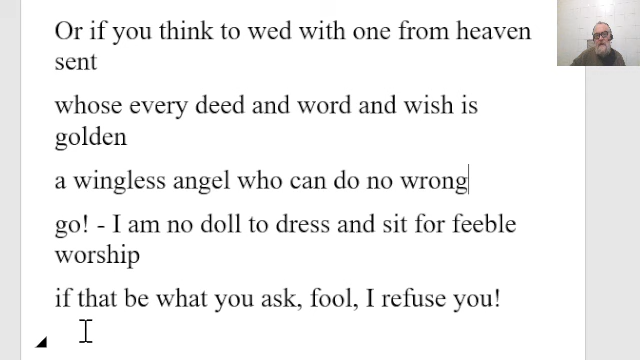 Or if you think to wed with one from heaven
sent
whose every deed and word and wish is
golden
a wingless angel who can do no wrong
go! - I am no doll to dress and sit for feeble
worship
if that be what you ask, fool, I refuse you!